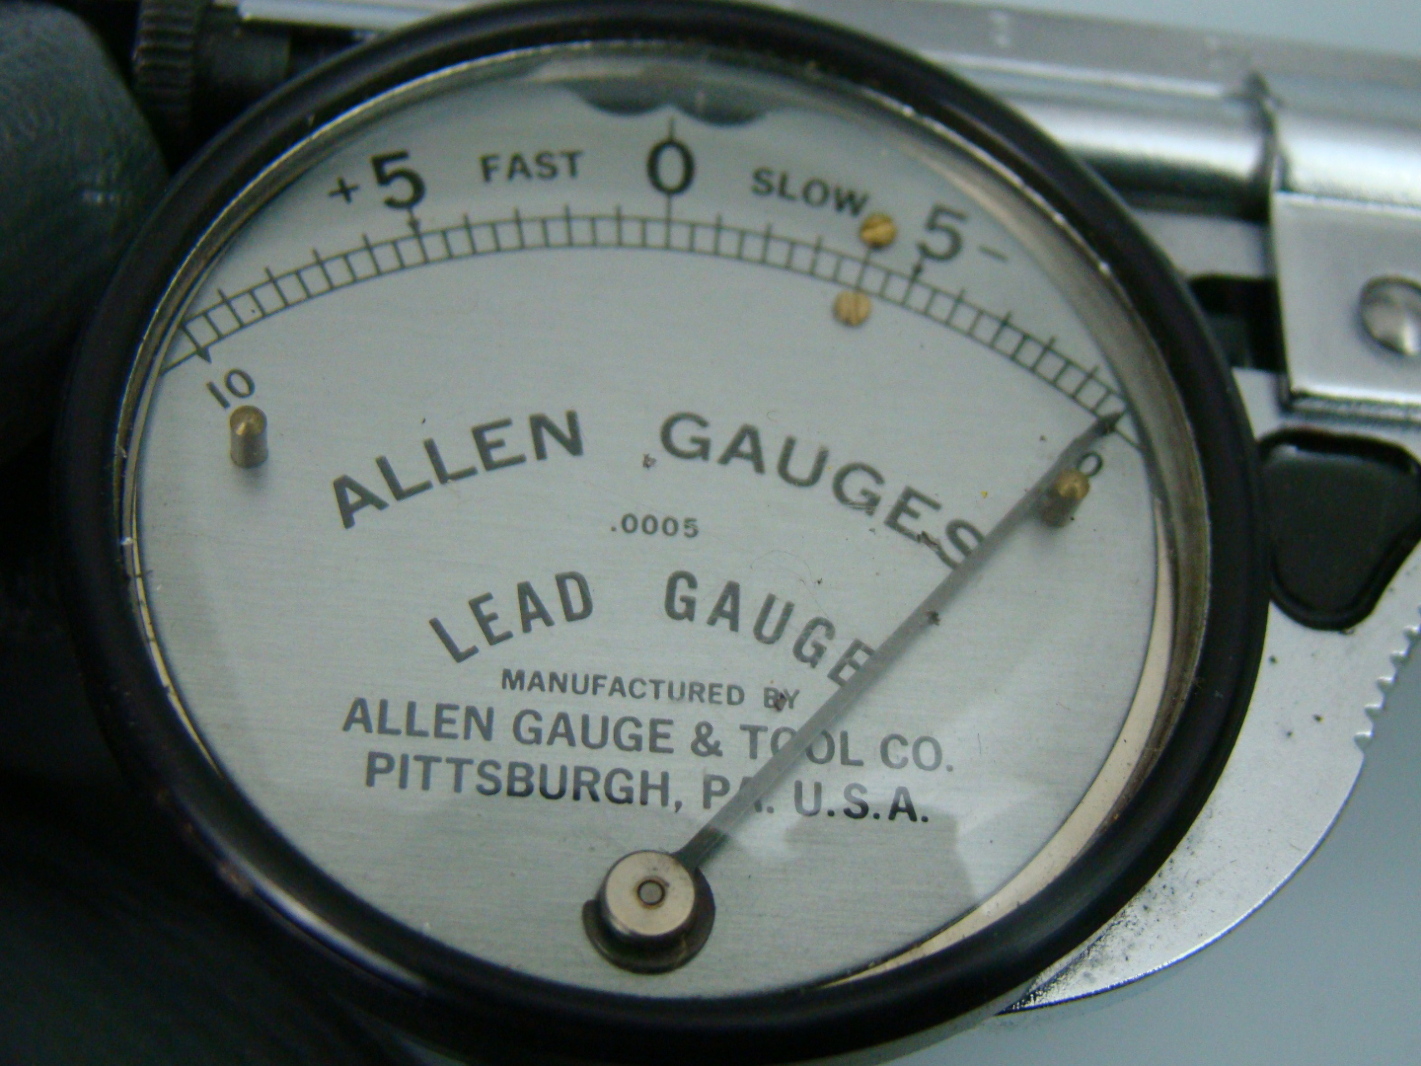 +5 FAST 0 SLOW 5-
10
ALLEN GAUGES
.0005
LEAD GAUGE
MANUFACTURED BY
ALLEN GAUGE & TOOL CO.
PITTSBURGH, PA. U.S.A.